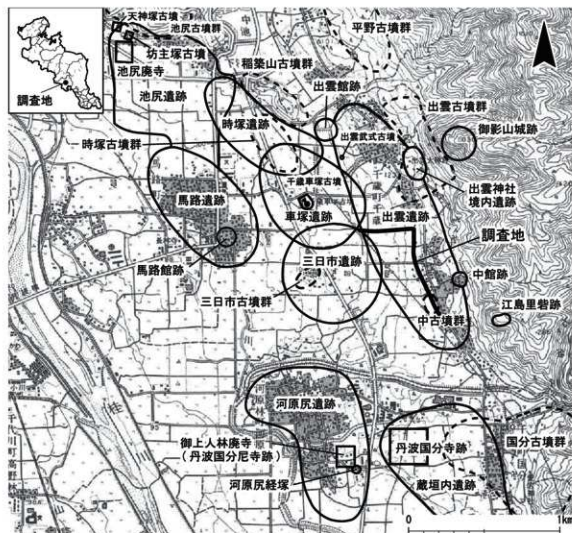 天神塚古墳
池尻古墳群
坊主塚古墳
池尻廃寺
稲築山古墳群
平野古墳群
調査地
池尻遺跡
出雲館跡
出雲古墳群
時塚遺跡
出雲武式古墳
御影山城跡
時塚古墳群
千歳車塚古墳
出雲神社
境内遺跡
馬路遺跡
車塚遺跡
出雲遺跡
調査地
三日市遺跡
馬路館跡
中館跡
三日市古墳群
江島里砦跡
中古墳群
河原尻遺跡
御上人林廃寺
(丹波国分尼寺跡)
丹波国分寺跡
国分古墳群
河原尻経塚
蔵垣内遺跡
0
1km